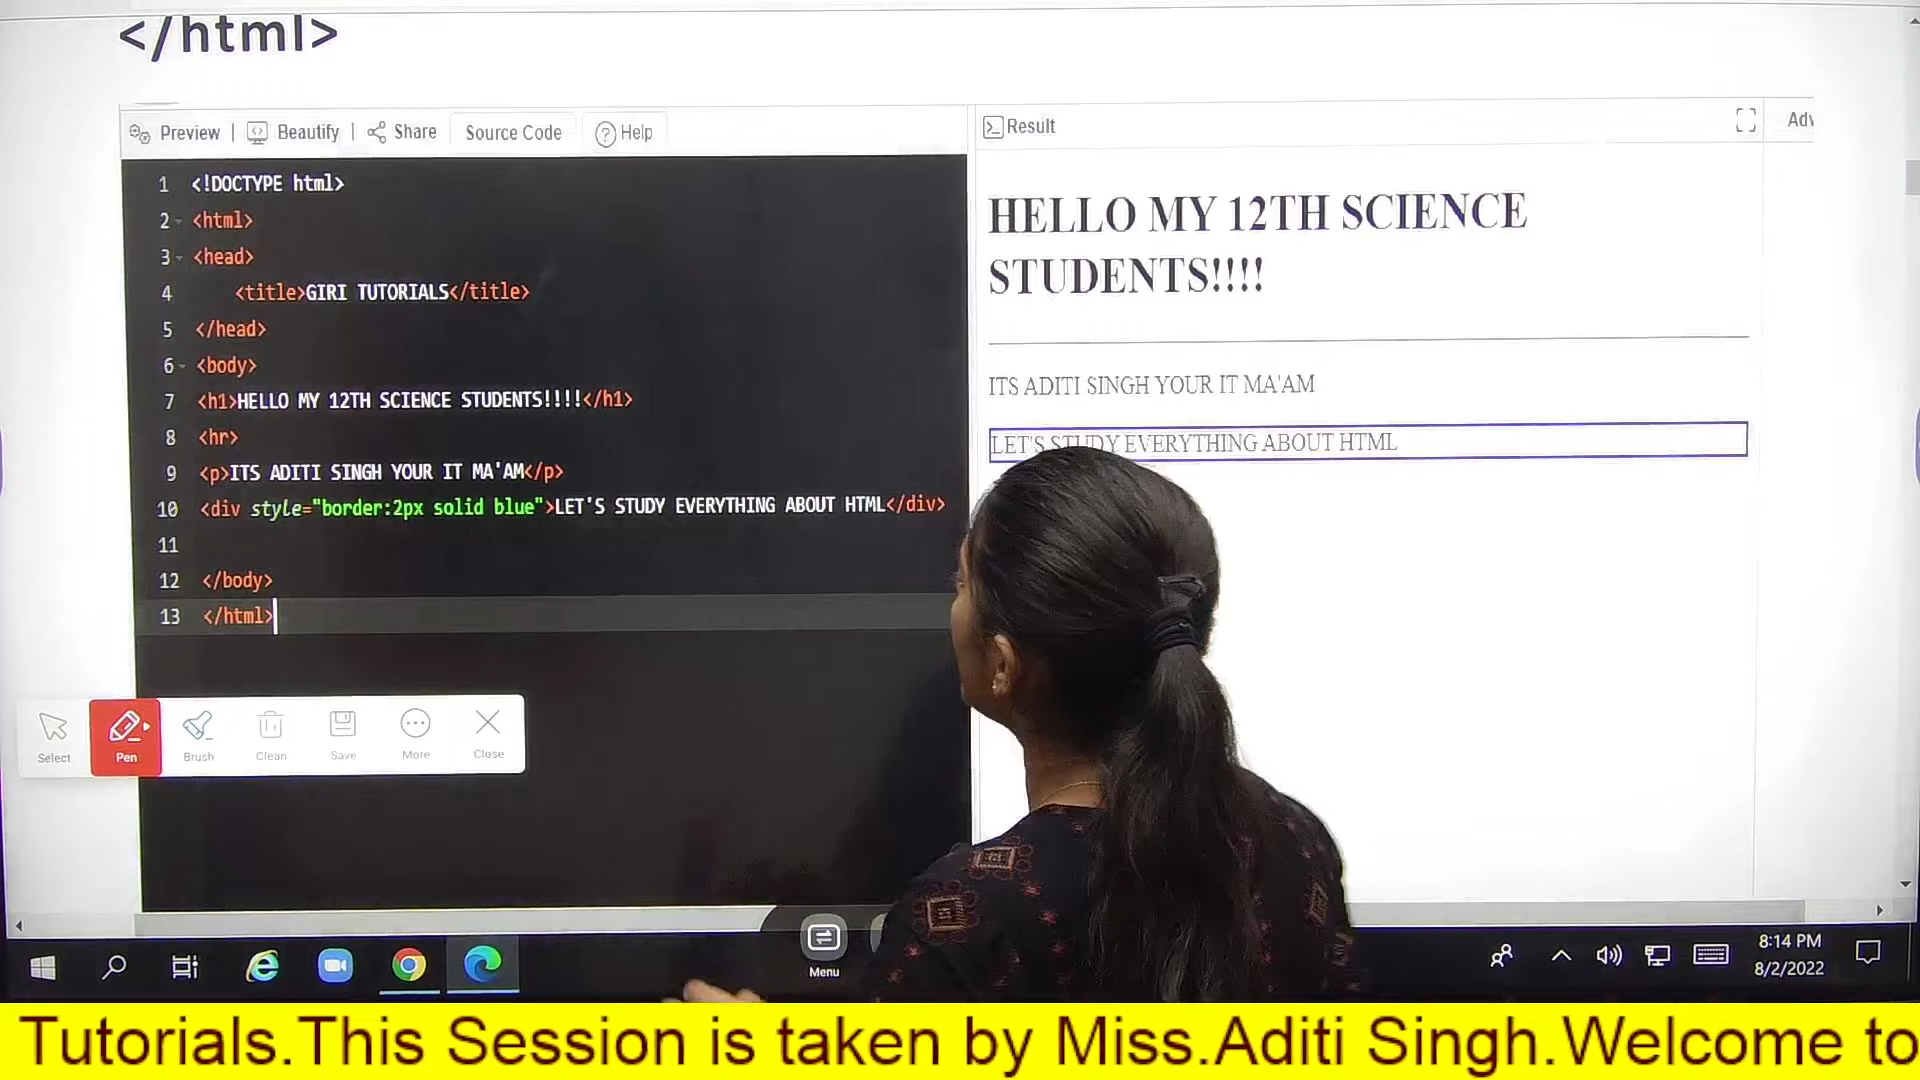 </html>
Preview | Beautify | Share Source Code Help
1 <!DOCTYPE html>
2 <html>
3 <head>
4 <title>GIRI TUTORIALS</title>
5 </head>
6 <body>
7 <h1>HELLO MY 12TH SCIENCE STUDENTS!!!!</h1>
8 <hr>
9 <p>ITS ADITI SINGH YOUR IT MA'AM</p>
10 <div style="border:2px solid blue">LET'S STUDY EVERYTHING ABOUT HTML</div>
11
12 </body>
13 </html>
Result
Adv
HELLO MY 12TH SCIENCE
STUDENTS!!!!
ITS ADITI SINGH YOUR IT MA'AM
LET'S STUDY EVERYTHING ABOUT HTML
Select Pen Brush Clean Save More Close
Menu
8:14 PM
8/2/2022
Tutorials.This Session is taken by Miss.Aditi Singh.Welcome to